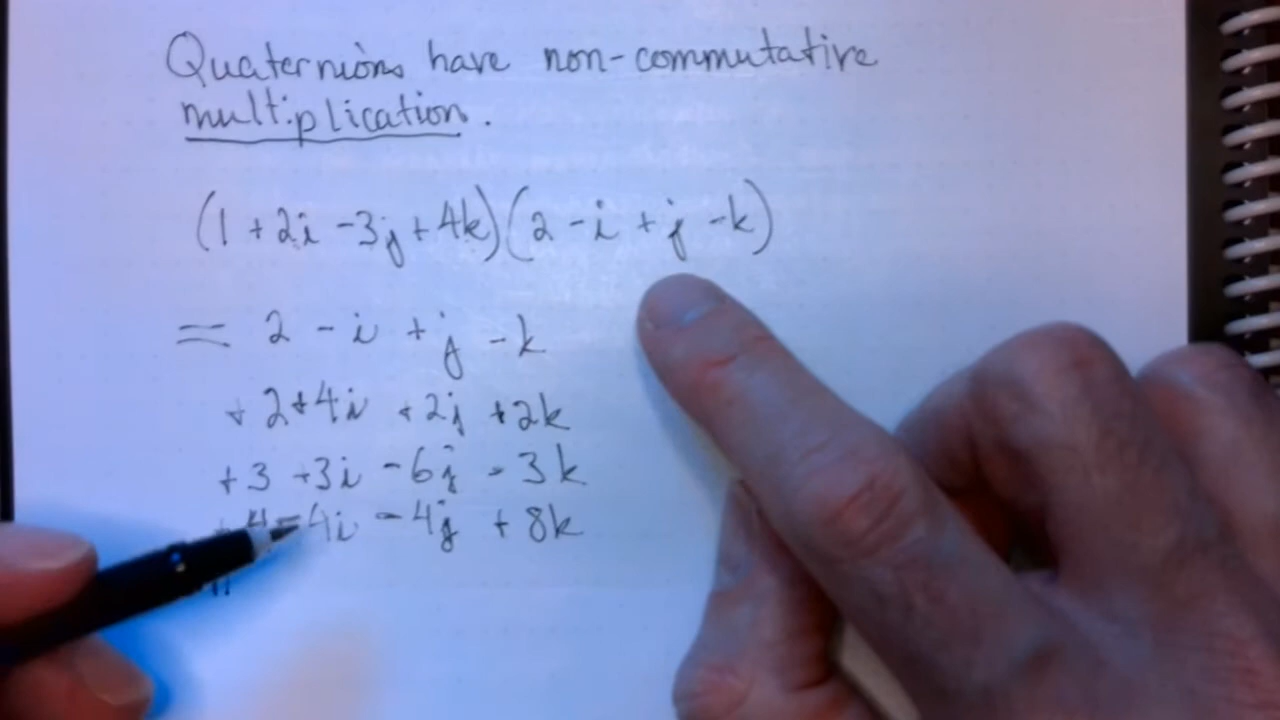 Quaternions have non-commutative
multiplication.
(1 + 2i - 3j + 4k)(2 - i + j - k)
= 2 - i + j - k
+ 2 + 4i + 2j + 2k
+ 3 + 3i - 6j - 3k
+ 4 - 4i - 4j + 8k